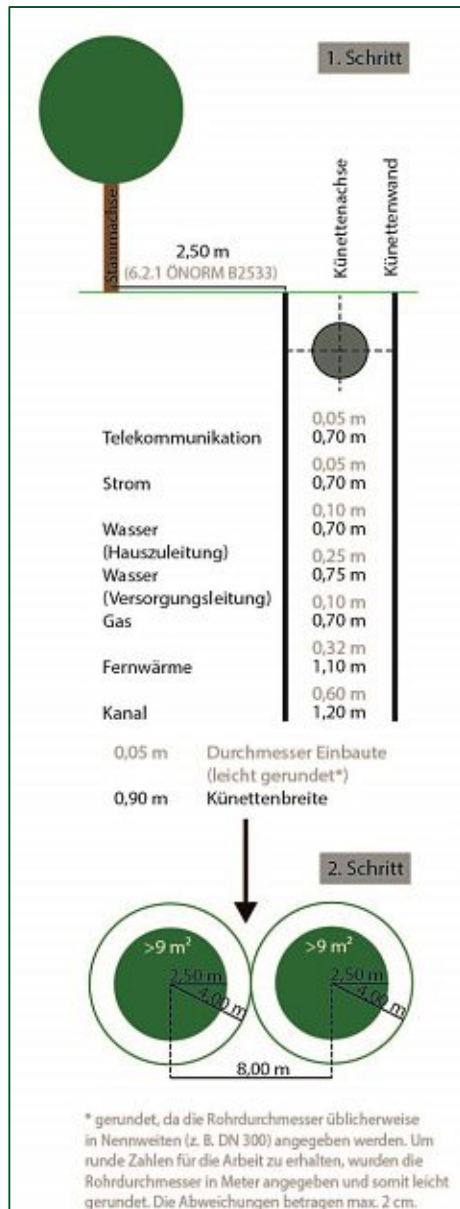 1. Schritt
Stammachse
Künettenachse
Künettenwand
2,50 m
(6.2.1 ÖNORM B2533)
0,05 m
Telekommunikation 0,70 m
0,05 m
Strom 0,70 m
0,10 m
Wasser 0,70 m
(Hauszuleitung) 0,25 m
Wasser 0,75 m
(Versorgungsleitung) 0,10 m
Gas 0,70 m
0,32 m
Fernwärme 1,10 m
0,60 m
Kanal 1,20 m
0,05 m Durchmesser Einbaute
(leicht gerundet*)
0,90 m Künettenbreite
2. Schritt
>9 m² >9 m²
2,50 m 2,50 m
4,00 m 4,00 m
8,00 m
* gerundet, da die Rohrdurchmesser üblicherweise
in Nennweiten (z. B. DN 300) angegeben werden. Um
runde Zahlen für die Arbeit zu erhalten, wurden die
Rohrdurchmesser in Meter angegeben und somit leicht
gerundet. Die Abweichungen betragen max. 2 cm.